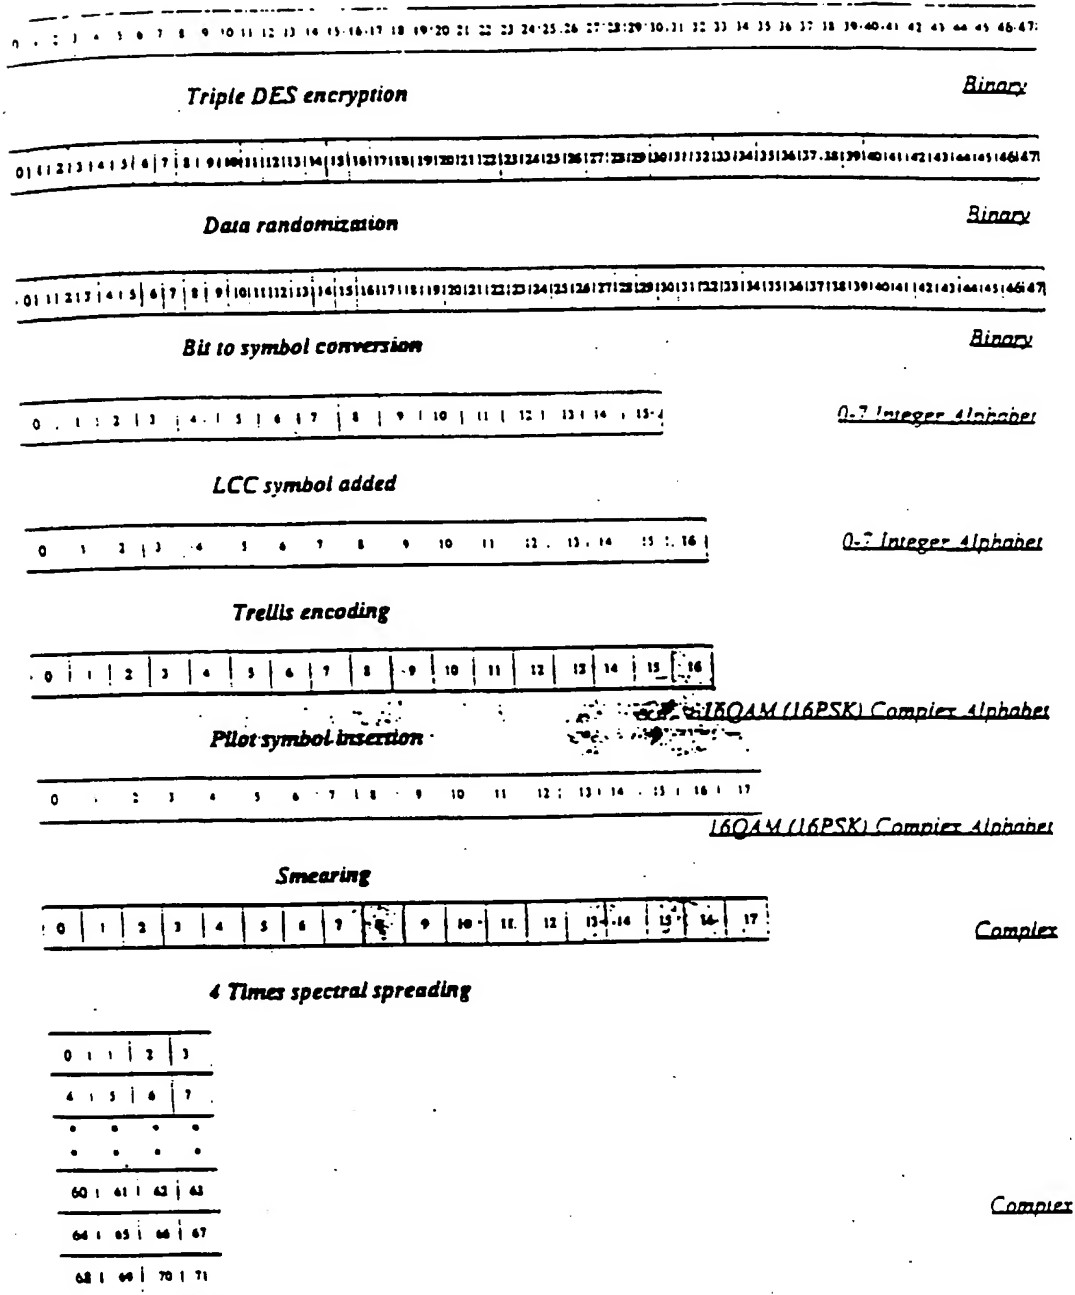 0 1 2 3 4 5 6 7 8 9 10 11 12 13 14 15 16 17 18 19 20 21 22 23 24 25 26 27 28 29 30 31 32 33 34 35 36 37 38 39 40 41 42 43 44 45 46 47
Triple DES encryption
Binary
0 1 2 3 4 5 6 7 8 9 10 11 12 13 14 15 16 17 18 19 20 21 22 23 24 25 26 27 28 29 30 31 32 33 34 35 36 37 38 39 40 41 42 43 44 45 46 47
Data randomization
Binary
0 1 2 3 4 5 6 7 8 9 10 11 12 13 14 15 16 17 18 19 20 21 22 23 24 25 26 27 28 29 30 31 32 33 34 35 36 37 38 39 40 41 42 43 44 45 46 47
Bit to symbol conversion
Binary
0 1 2 3 4 5 6 7 8 9 10 11 12 13 14 15
0-7 Integer Alphabet
LCC symbol added
0 1 2 3 4 5 6 7 8 9 10 11 12 13 14 15 16
0-7 Integer Alphabet
Trellis encoding
0 1 2 3 4 5 6 7 8 9 10 11 12 13 14 15 16
16QAM (16PSK) Complex Alphabet
Pilot symbol insertion
0 2 3 4 5 6 7 8 9 10 11 12 13 14 15 16 17
16QAM (16PSK) Complex Alphabet
Smearing
0 1 2 3 4 5 6 7 8 9 10 11 12 13 14 15 16 17
Complex
4 Times spectral spreading
0 1 2 3
4 5 6 7
60 61 62 63
Complex
64 65 66 67
68 69 70 71